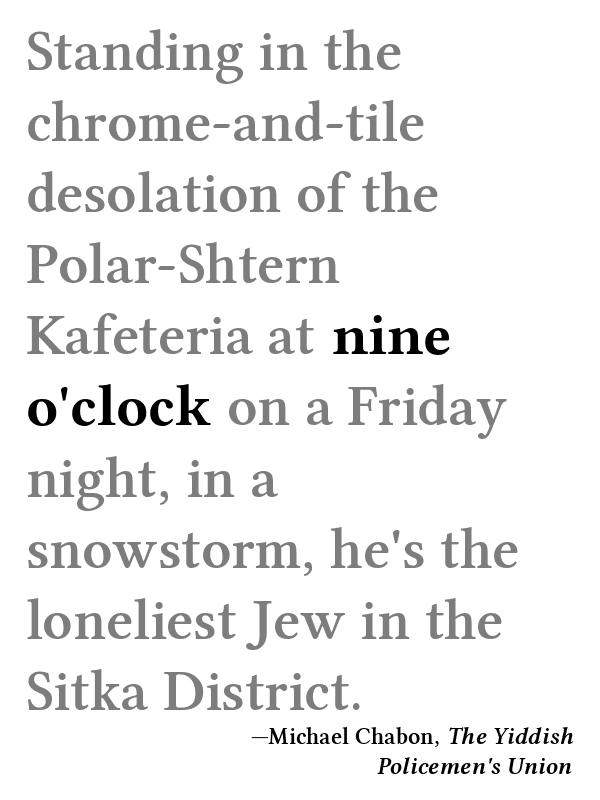 Standing in the
chrome-and-tile
desolation of the
Polar-Shtern
Kafeteria at nine
o'clock on a Friday
night, in a
snowstorm, he's the
loneliest Jew in the
Sitka District.
—Michael Chabon, The Yiddish
Policemen's Union